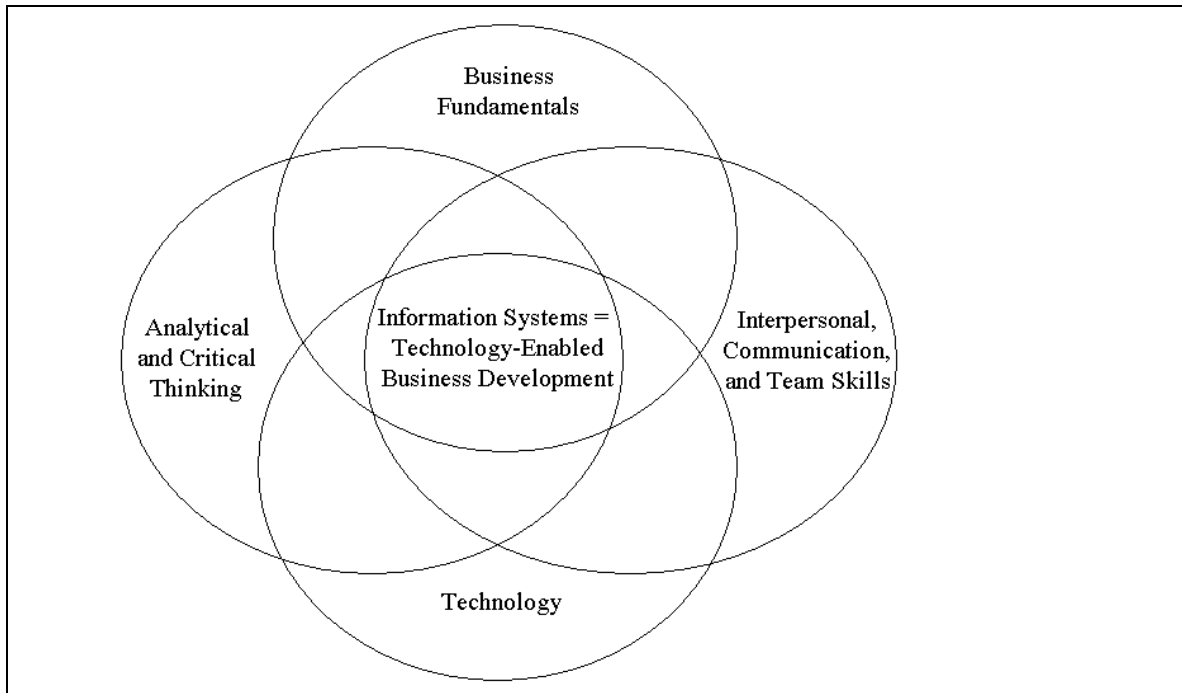 Business
Fundamentals
Analytical
and Critical
Thinking
Information Systems =
Technology-Enabled
Business Development
Interpersonal,
Communication,
and Team Skills
Technology